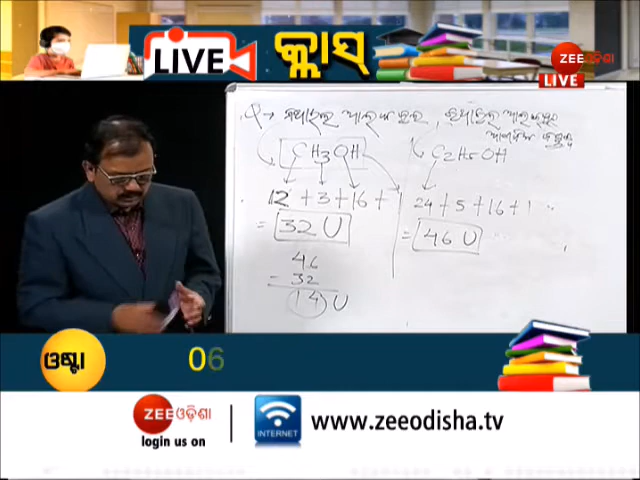 LIVE କ୍ଲାସ୍ ZEE ଓଡ଼ିଶା
LIVE
Q →
CH3OH C2H5OH
12 + 3 + 16 + 1 24 + 5 + 16 + 1
= 32 U = 46 U
46
- 32
14 U
ଓଷ୍ଟା 06
ZEE ଓଡ଼ିଶା
login us on
INTERNET
www.zeeodisha.tv